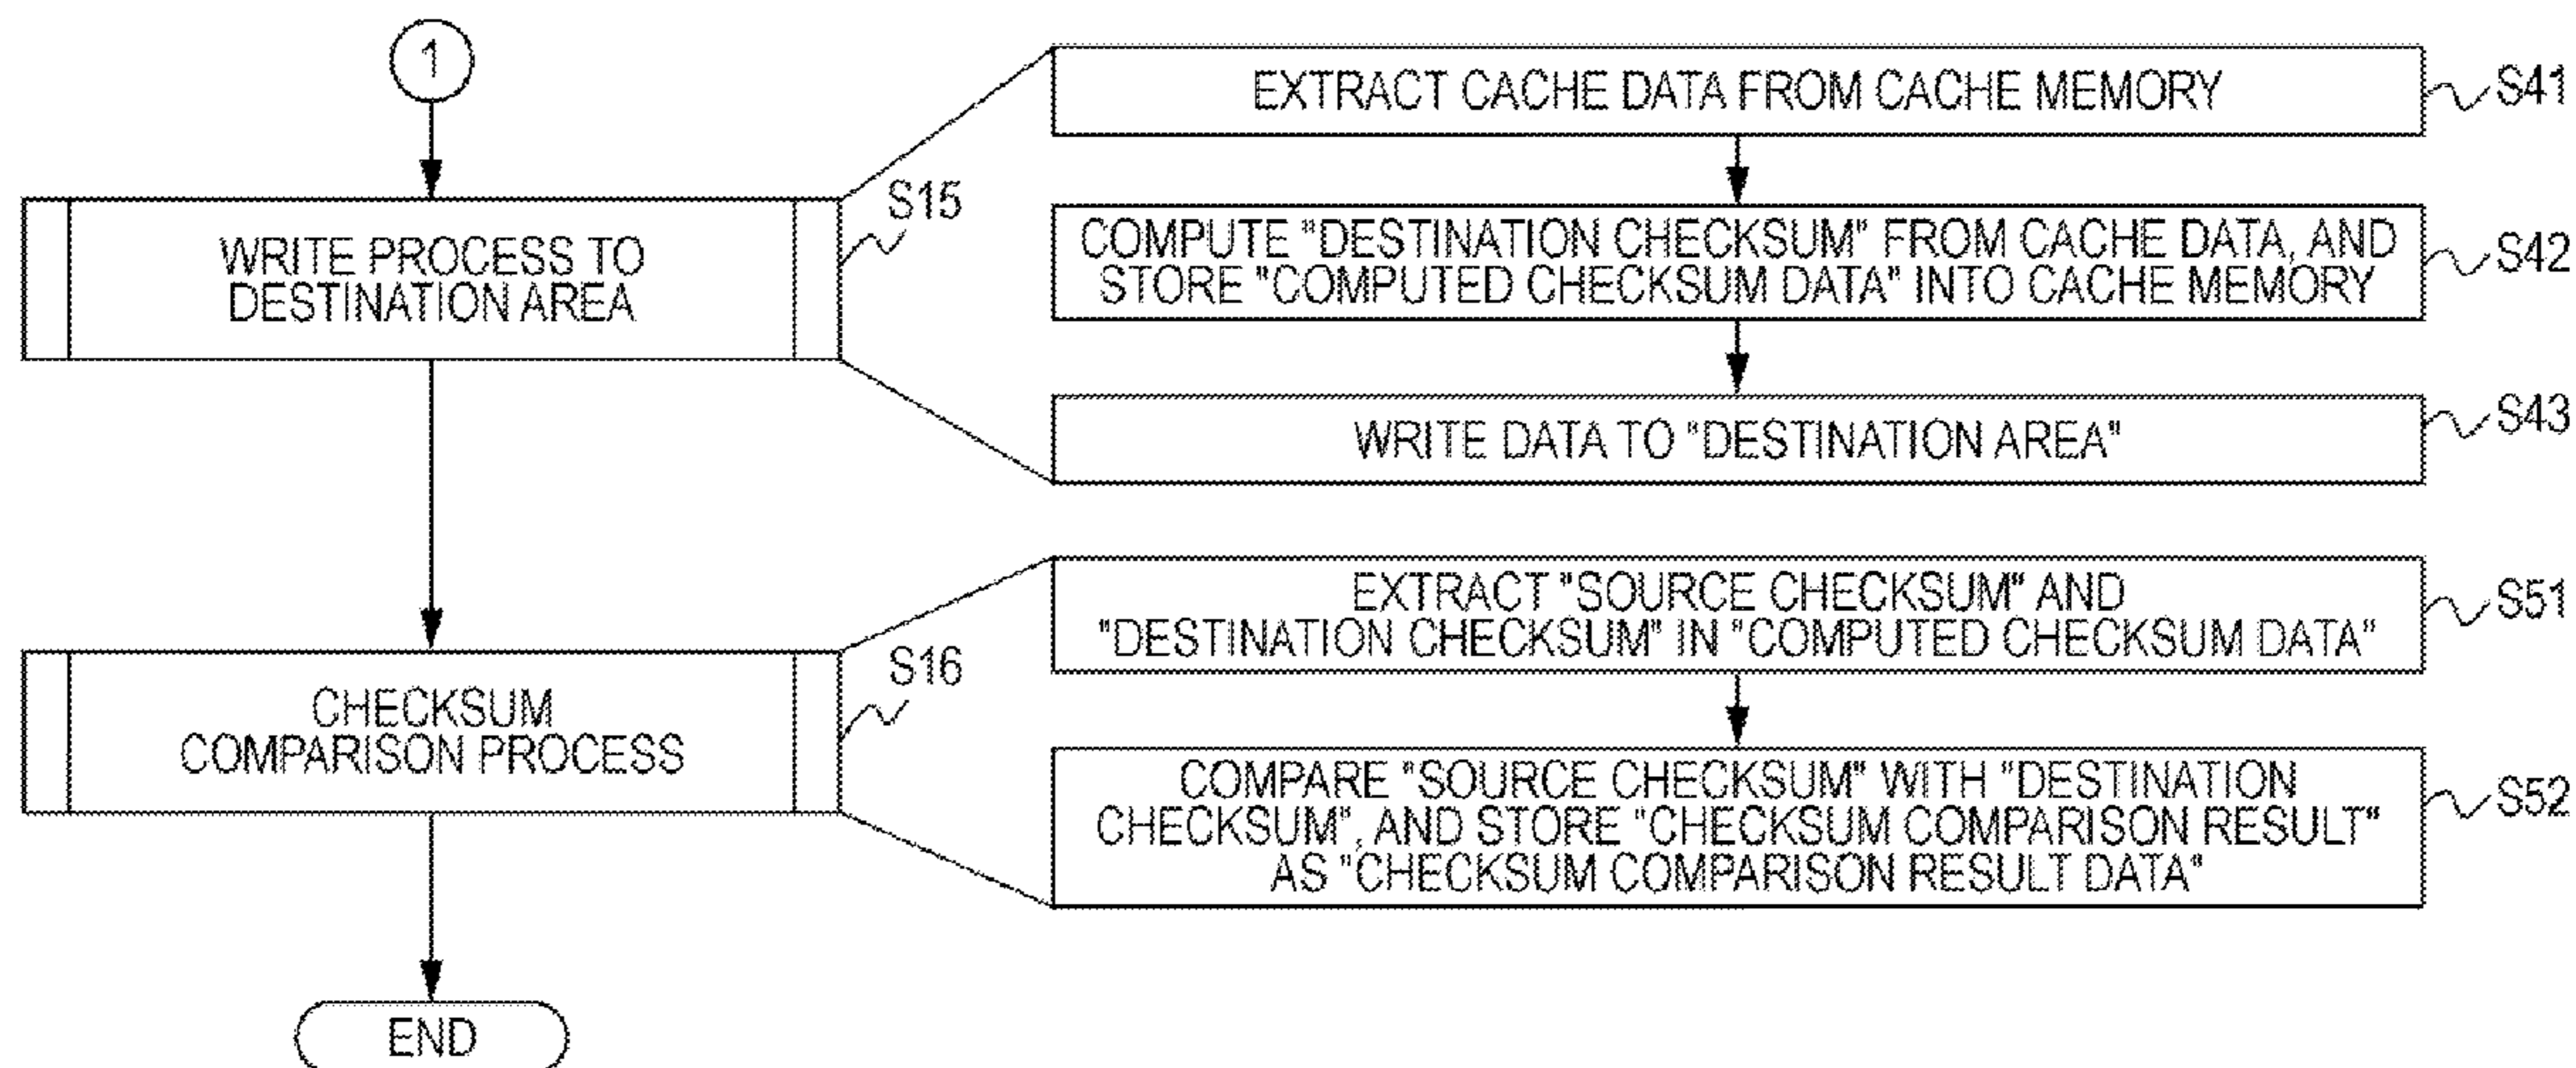 1
EXTRACT CACHE DATA FROM CACHE MEMORY
S41
WRITE PROCESS TO
DESTINATION AREA
S15
COMPUTE "DESTINATION CHECKSUM" FROM CACHE DATA, AND
STORE "COMPUTED CHECKSUM DATA" INTO CACHE MEMORY
S42
WRITE DATA TO "DESTINATION AREA"
S43
CHECKSUM
COMPARISON PROCESS
S16
EXTRACT "SOURCE CHECKSUM" AND
"DESTINATION CHECKSUM" IN "COMPUTED CHECKSUM DATA"
S51
COMPARE "SOURCE CHECKSUM" WITH "DESTINATION
CHECKSUM", AND STORE "CHECKSUM COMPARISON RESULT"
AS "CHECKSUM COMPARISON RESULT DATA"
S52
END